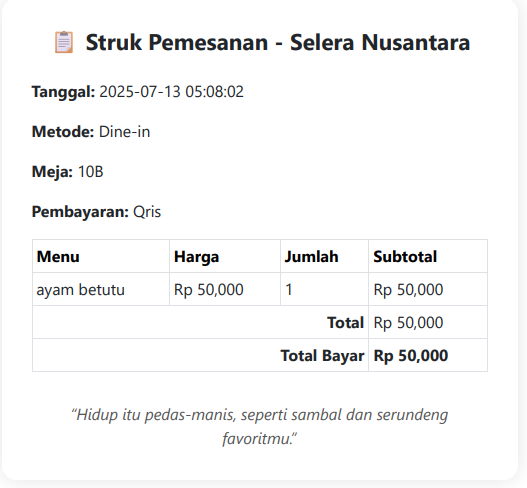 📋 Struk Pemesanan - Selera Nusantara
Tanggal: 2025-07-13 05:08:02
Metode: Dine-in
Meja: 10B
Pembayaran: Qris
Menu Harga Jumlah Subtotal
ayam betutu Rp 50,000 1 Rp 50,000
Total Rp 50,000
Total Bayar Rp 50,000
“Hidup itu pedas-manis, seperti sambal dan serundeng
favoritmu.”